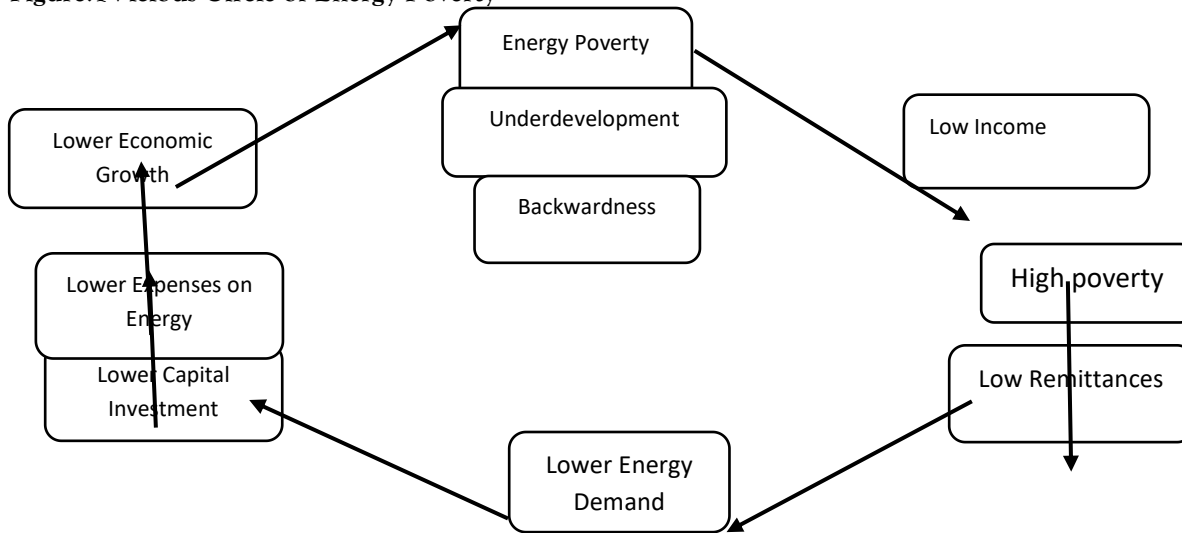 Figure.1 Vicious Circle of Energy Poverty
Energy Poverty
Underdevelopment
Backwardness
Low Income
High poverty
Low Remittances
Lower Energy
Demand
Lower Capital
Investment
Lower Expenses on
Energy
Lower Economic
Growth